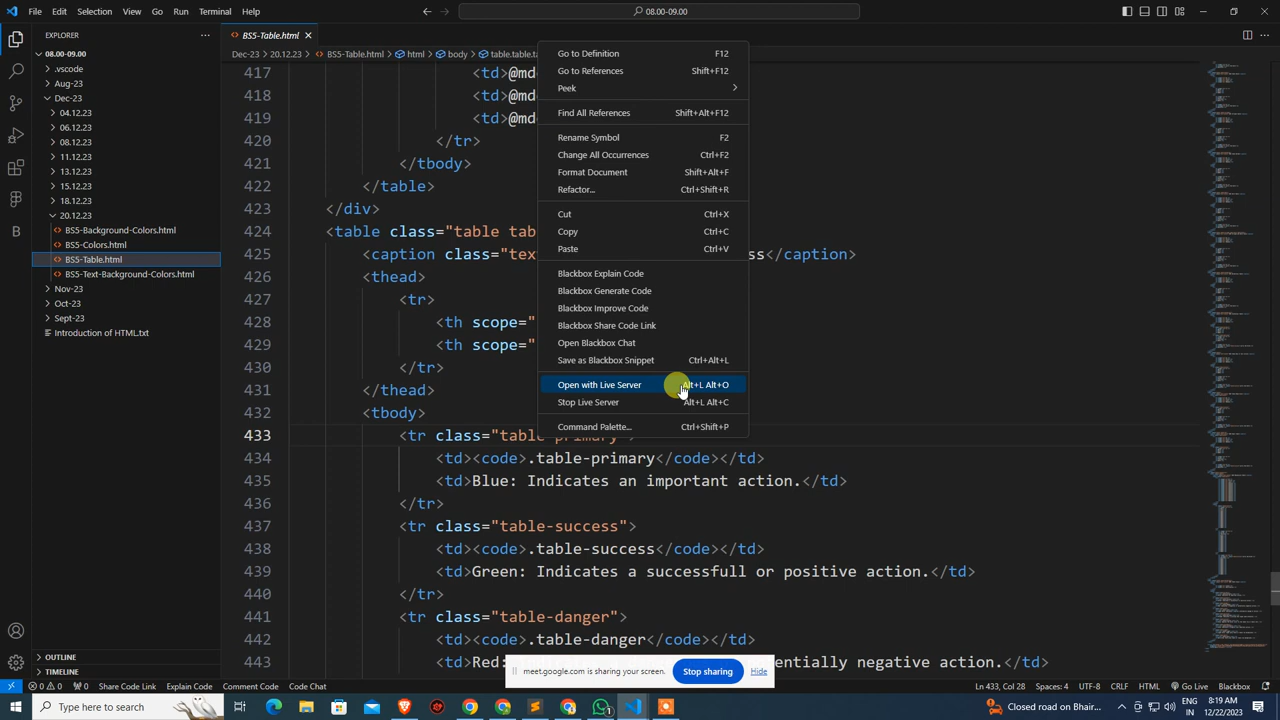 File Edit Selection View Go Run Terminal Help
08.00-09.00
EXPLORER
BS5-Table.html
Dec-23 20.12.23 BS5-Table.html html body table.table.ta
08.00-09.00
.vscode
Aug-23
Dec-23
04.12.23
06.12.23
08.12.23
11.12.23
13.12.23
15.12.23
18.12.23
20.12.23
BS5-Background-Colors.html
BS5-Colors.html
BS5-Table.html
BS5-Text-Background-Colors.html
Nov-23
Oct-23
Sept-23
Introduction of HTML.txt
OUTLINE
TIMELINE
417 <td>@md
418 <td>@md
419 <td>@md
420 </tr>
421 </tbody>
422 </table>
423 </div>
424 <table class="table tab
425 <caption class="tex ss</caption>
426 <thead>
427 <tr>
428 <th scope="
429 <th scope="
430 </tr>
431 </thead>
432 <tbody>
433 <tr class="table-primary">
434 <td><code>.table-primary</code></td>
435 <td>Blue: Indicates an important action.</td>
436 </tr>
437 <tr class="table-success">
438 <td><code>.table-success</code></td>
439 <td>Green: Indicates a successfull or positive action.</td>
440 </tr>
441 <tr class="table-danger">
442 <td><code>.table-danger</code></td>
443 <td>Red: tially negative action.</td>
Go to Definition F12
Go to References Shift+F12
Peek
Find All References Shift+Alt+F12
Rename Symbol F2
Change All Occurrences Ctrl+F2
Format Document Shift+Alt+F
Refactor... Ctrl+Shift+R
Cut Ctrl+X
Copy Ctrl+C
Paste Ctrl+V
Blackbox Explain Code
Blackbox Generate Code
Blackbox Improve Code
Blackbox Share Code Link
Open Blackbox Chat
Save as Blackbox Snippet Ctrl+Alt+L
Open with Live Server Alt+L Alt+O
Stop Live Server Alt+L Alt+C
Command Palette... Ctrl+Shift+P
meet.google.com is sharing your screen. Stop sharing Hide
0 0 Share Code Link Explain Code Comment Code Code Chat Ln 433, Col 28 Spaces: 4 UTF-8 CRLF HTML Go Live Blackbox
Type here to search
Closed road on Bhair...
ENG
IN
8:19 AM
12/22/2023